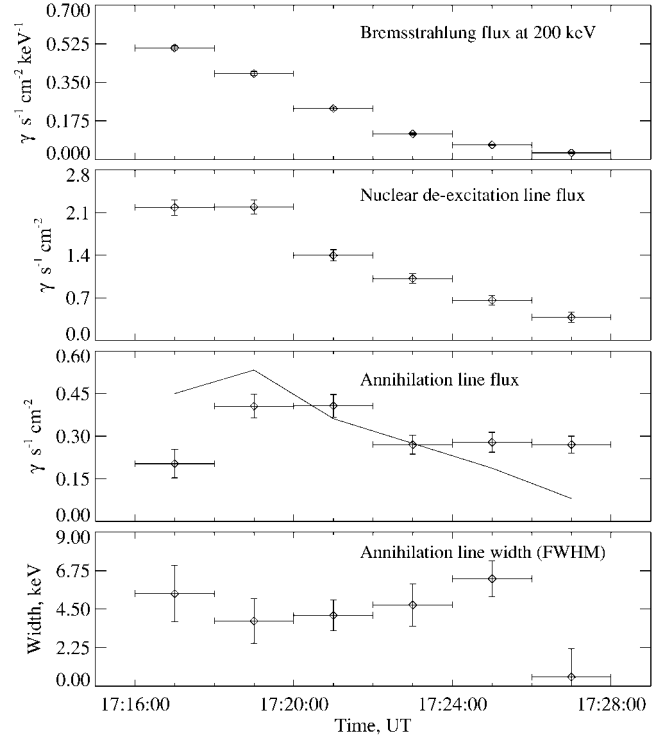 0.700
Bremsstrahlung flux at 200 keV
0.525
0.350
0.175
0.000
γ s⁻¹ cm⁻² keV⁻¹
2.8
Nuclear de-excitation line flux
2.1
1.4
0.7
0.0
γ s⁻¹ cm⁻²
0.60
Annihilation line flux
0.45
0.30
0.15
0.00
γ s⁻¹ cm⁻²
9.00
Annihilation line width (FWHM)
6.75
4.50
2.25
0.00
Width, keV
17:16:00 17:20:00 17:24:00 17:28:00
Time, UT